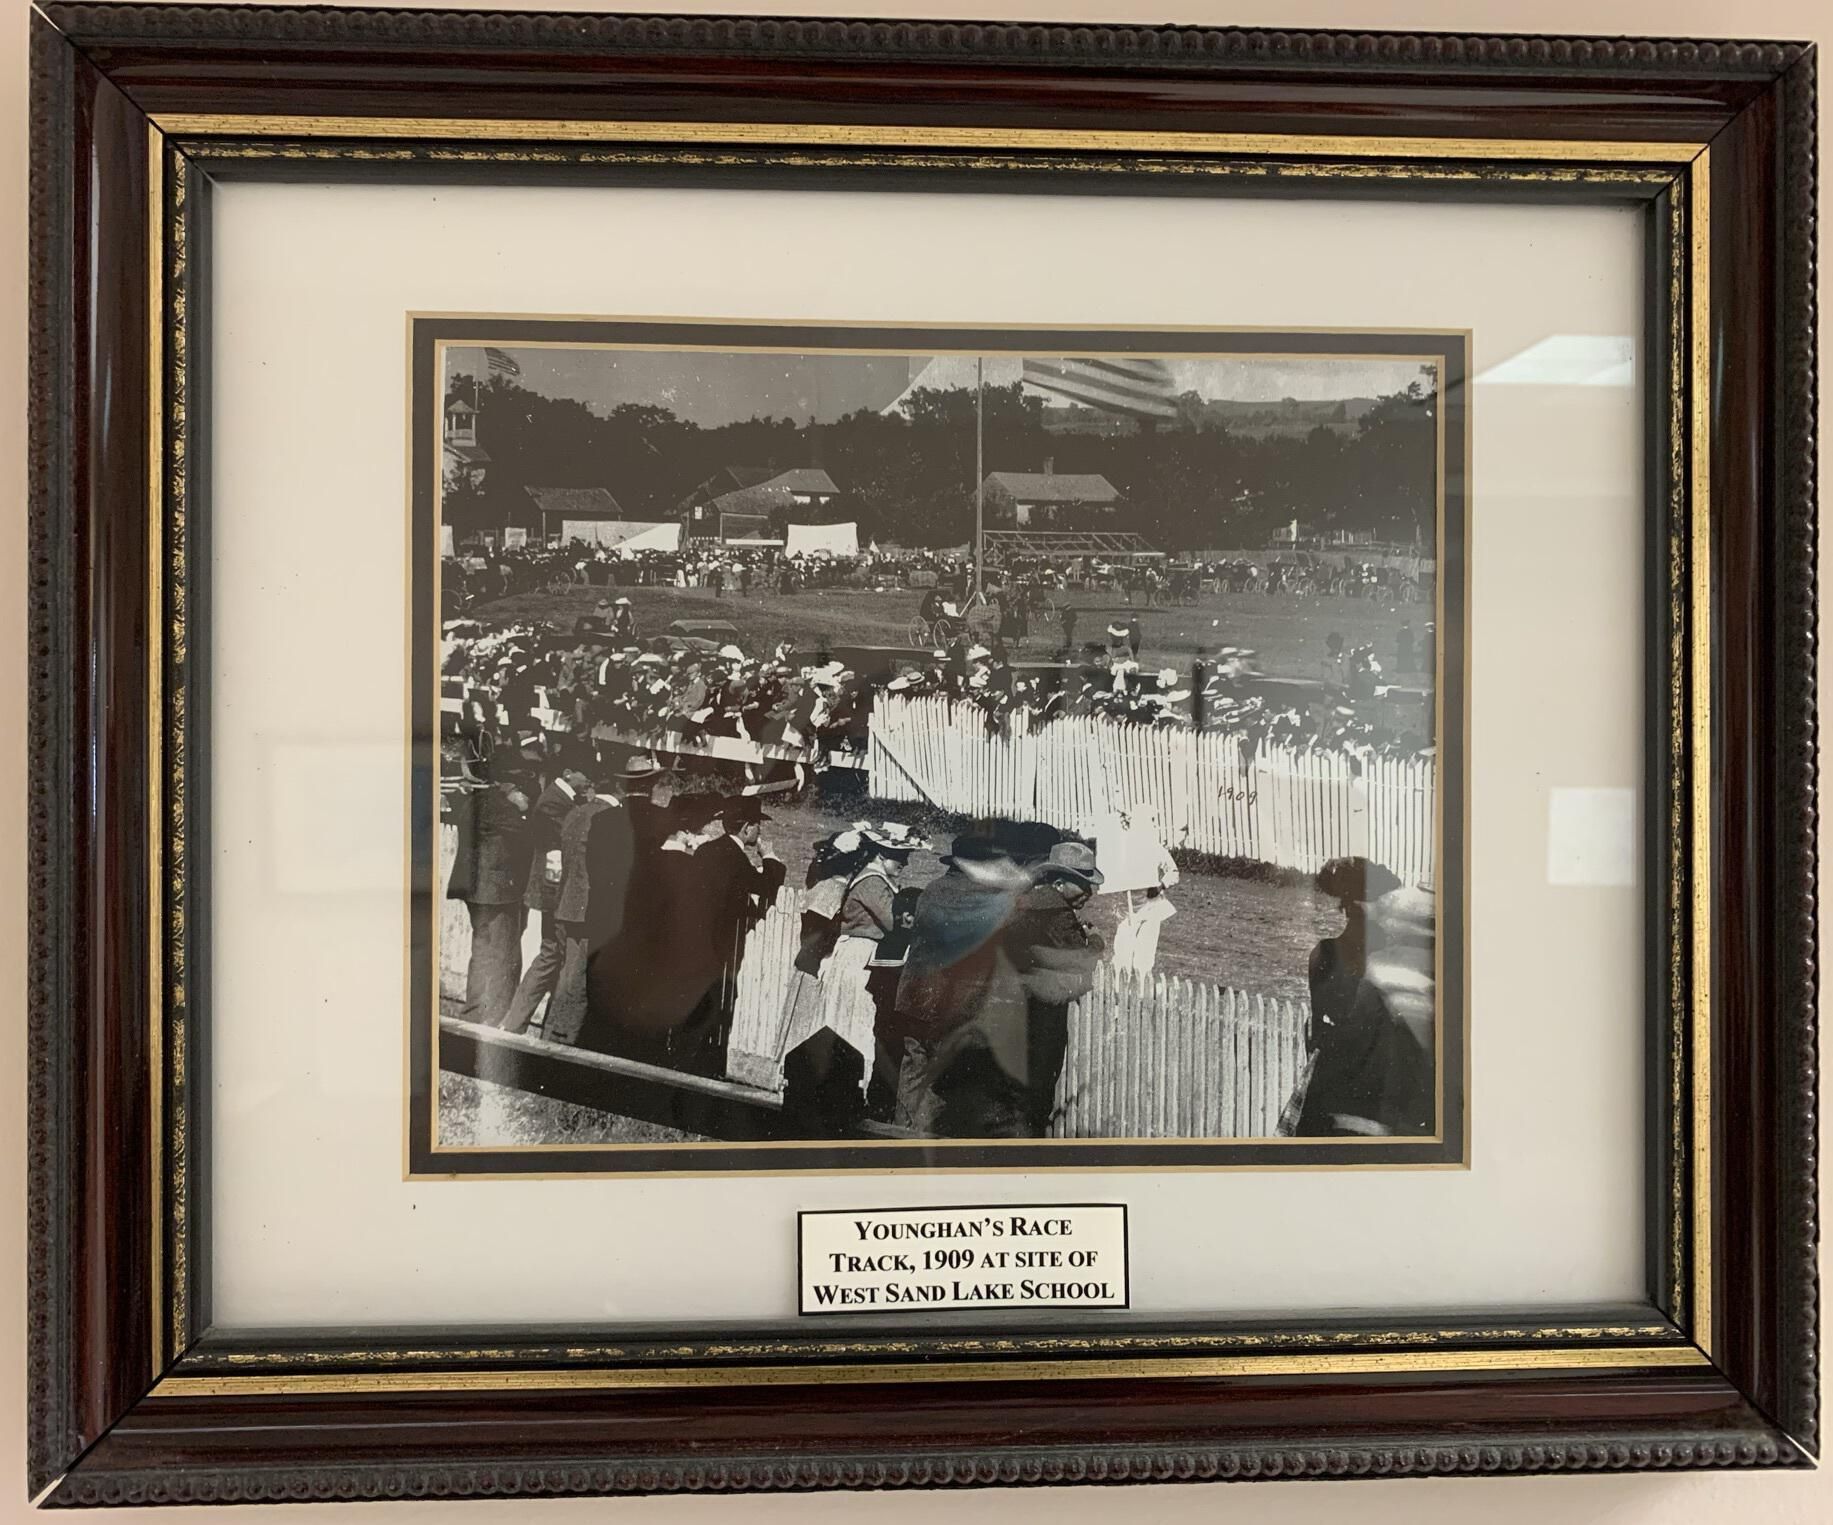 1909
YOUNGHAN'S RACE
TRACK, 1909 AT SITE OF
WEST SAND LAKE SCHOOL